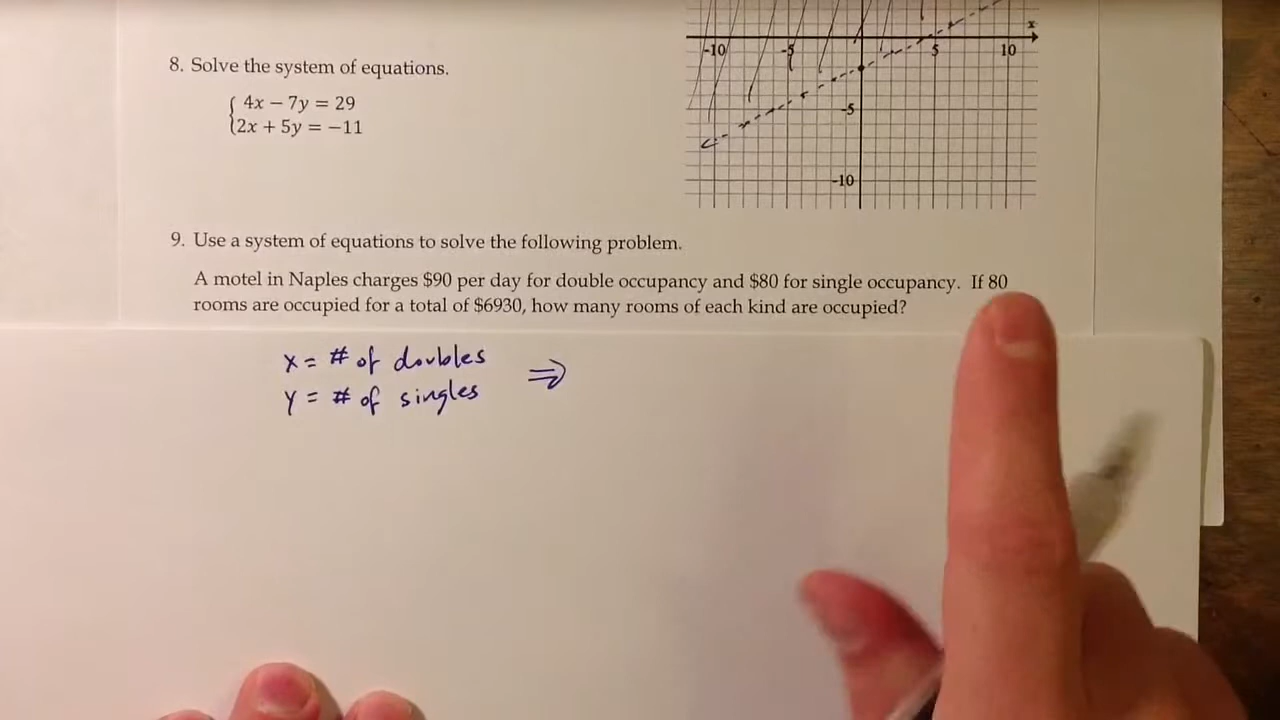 x
-10
-5
5
10
-5
-10
8. Solve the system of equations.
4x − 7y = 29
2x + 5y = −11
9. Use a system of equations to solve the following problem.
A motel in Naples charges $90 per day for double occupancy and $80 for single occupancy. If 80
rooms are occupied for a total of $6930, how many rooms of each kind are occupied?
x = # of doubles
y = # of singles ⇒